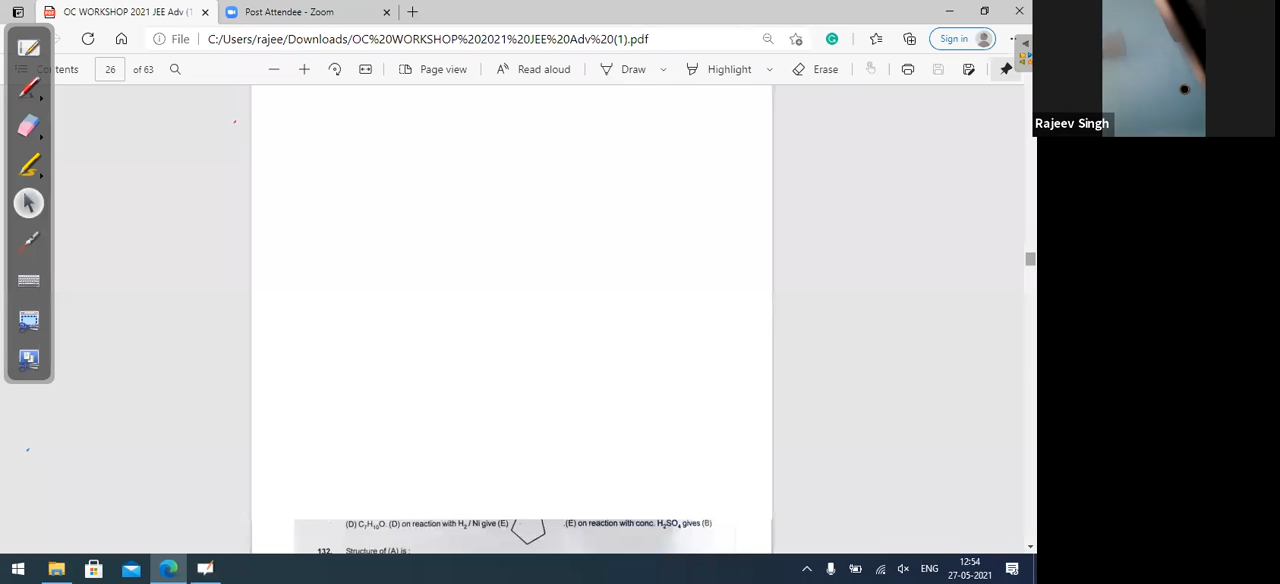 OC WORKSHOP 2021 JEE Adv (1
Post Attendee - Zoom
File
C:/Users/rajee/Downloads/OC%20WORKSHOP%202021%20JEE%20Adv%20(1).pdf
Sign in
tents
26
of 63
Page view
Read aloud
Draw
Highlight
Erase
Rajeev Singh
(D) C₇H₁₀O. (D) on reaction with H₂ / Ni give (E)
.(E) on reaction with conc. H₂SO₄ gives (B)
132.
Structure of (A) is :
ENG
12:54
27-05-2021